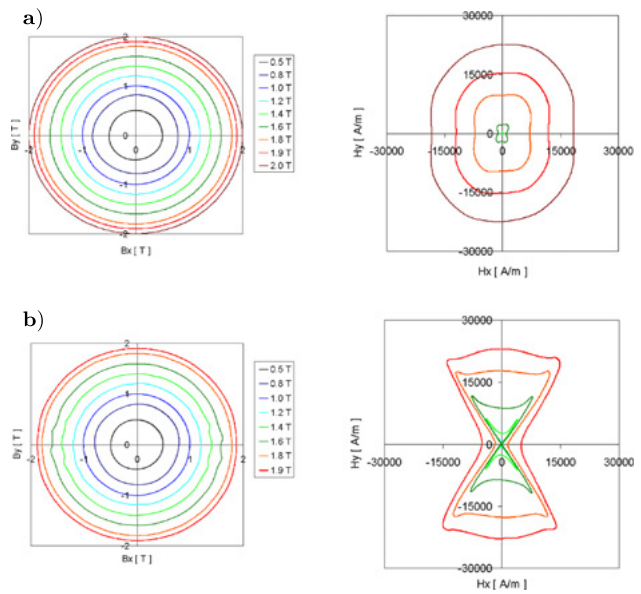 a)
2
1
0
-1
-2
-2
-1
0
1
2
By [ T ]
Bx [ T ]
0.5 T
0.8 T
1.0 T
1.2 T
1.4 T
1.6 T
1.8 T
1.9 T
2.0 T
30000
15000
0
-15000
-30000
-30000
-15000
0
15000
30000
Hy [ A/m ]
Hx [ A/m ]
b)
2
1
0
-1
-2
-2
-1
0
1
2
By [ T ]
Bx [ T ]
0.5 T
0.8 T
1.0 T
1.2 T
1.4 T
1.6 T
1.8 T
1.9 T
30000
15000
0
-15000
-30000
-30000
-15000
0
15000
30000
Hy [ A/m ]
Hx [ A/m ]